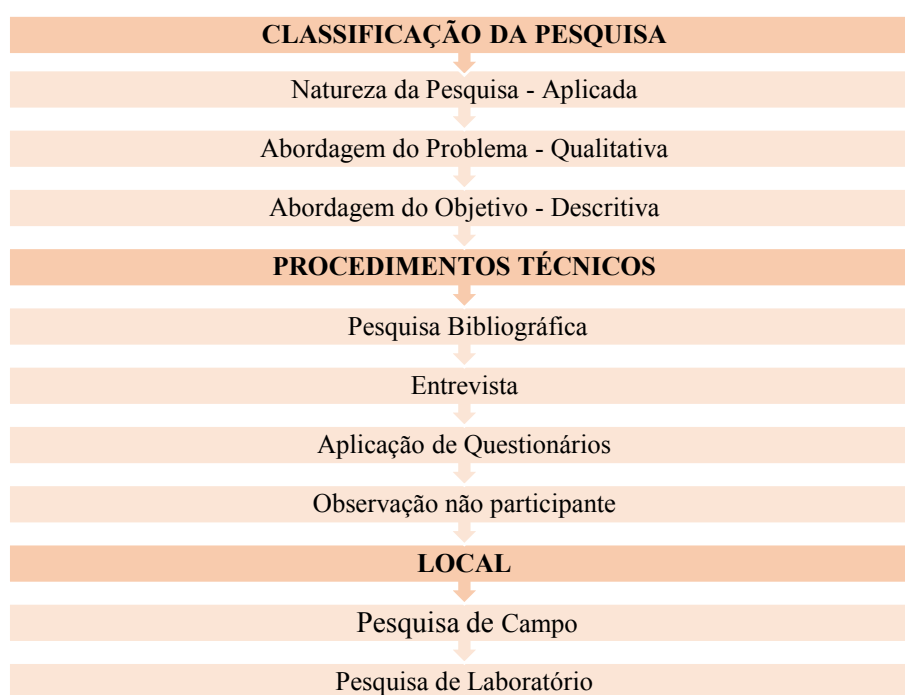 CLASSIFICAÇÃO DA PESQUISA
Natureza da Pesquisa - Aplicada
Abordagem do Problema - Qualitativa
Abordagem do Objetivo - Descritiva
PROCEDIMENTOS TÉCNICOS
Pesquisa Bibliográfica
Entrevista
Aplicação de Questionários
Observação não participante
LOCAL
Pesquisa de Campo
Pesquisa de Laboratório